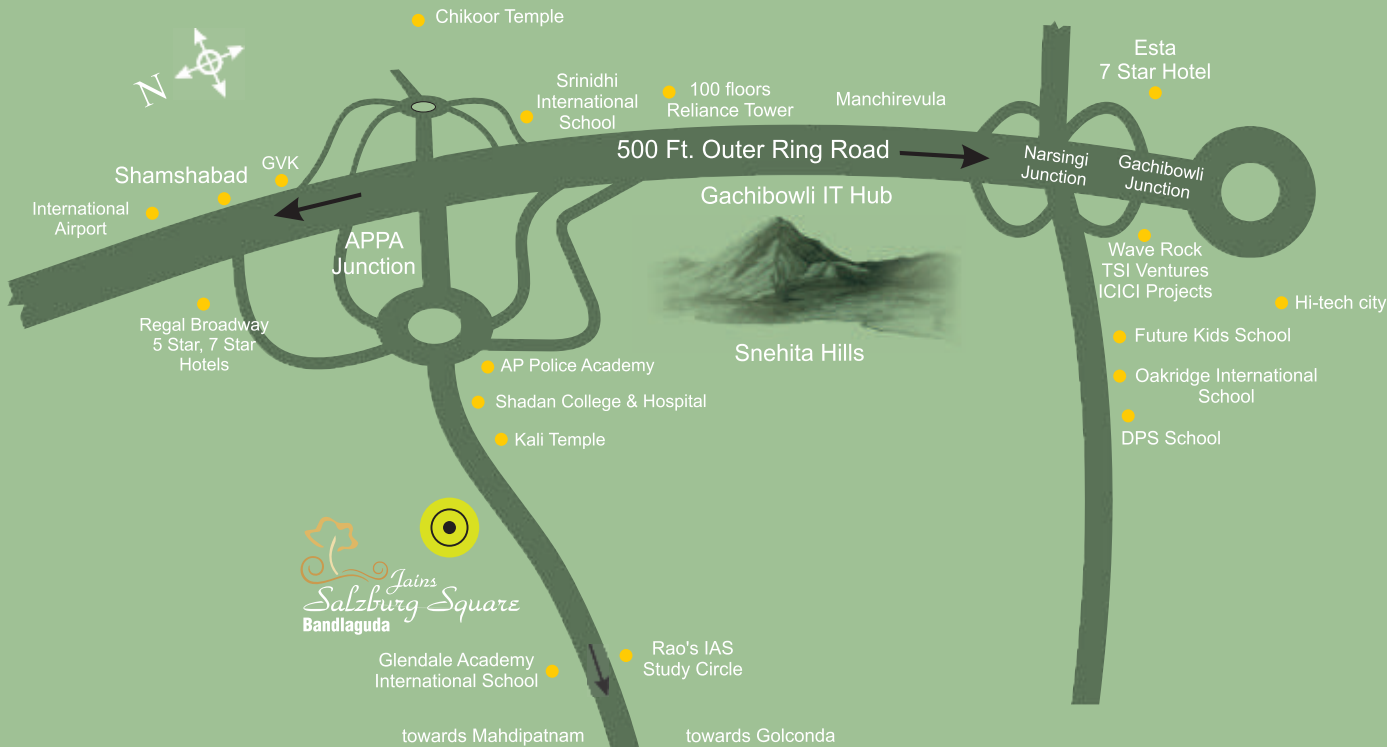 Chikoor Temple
N
Esta
7 Star Hotel
Srinidhi
International
School
100 floors
Reliance Tower
Manchirevula
500 Ft. Outer Ring Road
Narsingi
Junction
Gachibowli
Junction
GVK
Shamshabad
International
Airport
Gachibowli IT Hub
APPA
Junction
Wave Rock
TSI Ventures
ICICI Projects
Hi-tech city
Regal Broadway
5 Star, 7 Star
Hotels
Snehita Hills
Future Kids School
AP Police Academy
Oakridge International
School
Shadan College & Hospital
DPS School
Kali Temple
Jains
Salzburg Square
Bandlaguda
Glendale Academy
International School
Rao's IAS
Study Circle
towards Mahdipatnam
towards Golconda